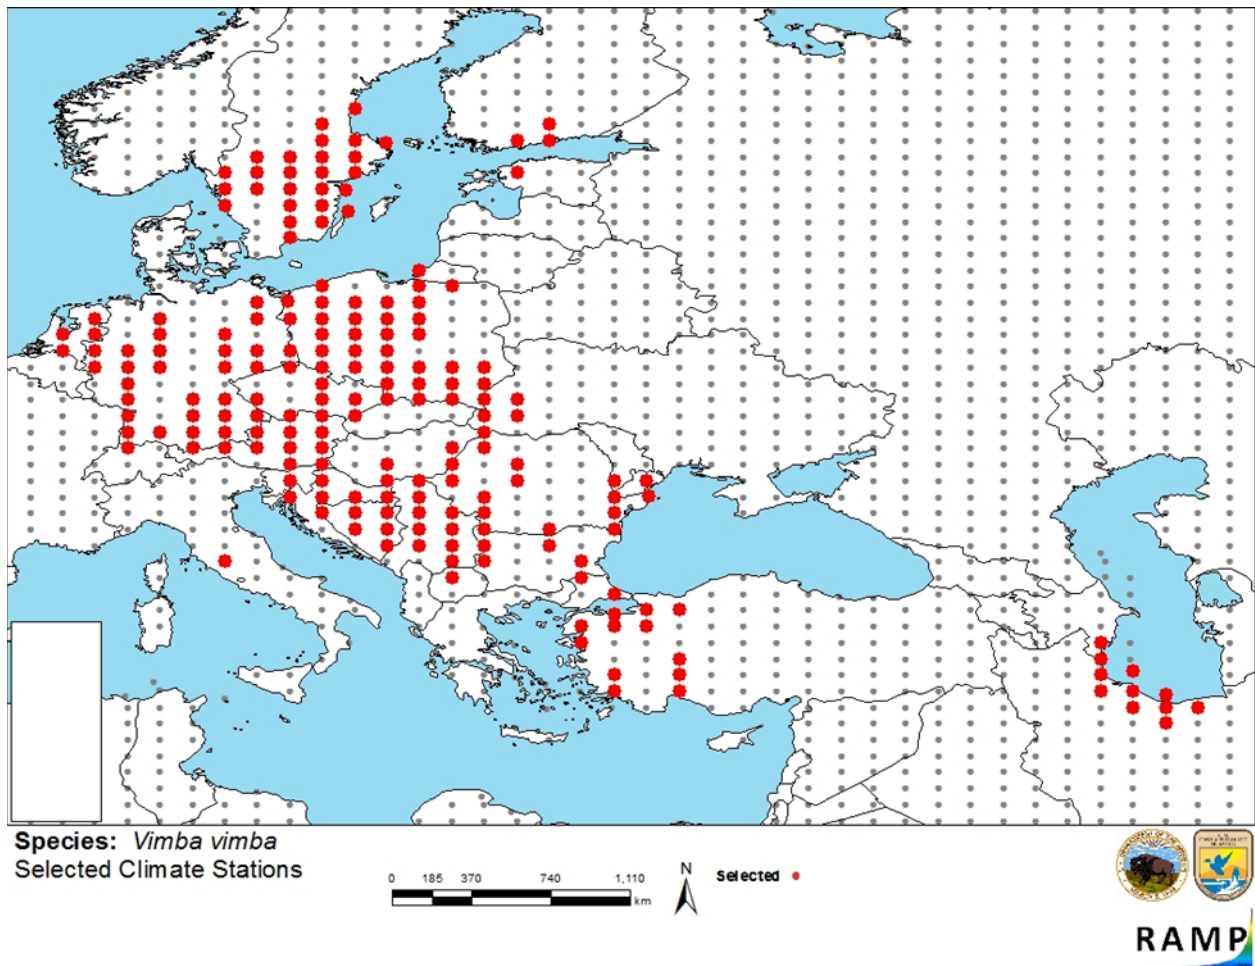 Species: Vimba vimba
Selected Climate Stations
0 185 370 740 1,110
km
N
Selected
RAMP